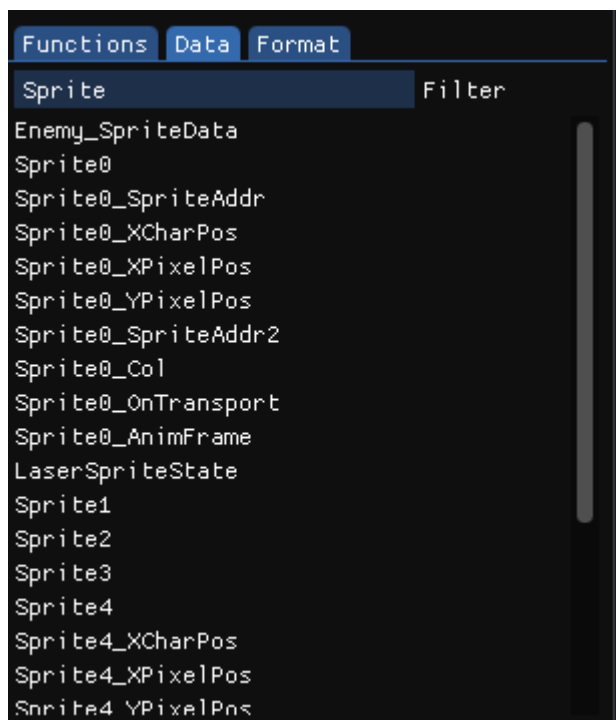 Functions Data Format
Sprite Filter
Enemy_SpriteData
Sprite0
Sprite0_SpriteAddr
Sprite0_XCharPos
Sprite0_XPixelPos
Sprite0_YPixelPos
Sprite0_SpriteAddr2
Sprite0_Col
Sprite0_OnTransport
Sprite0_AnimFrame
LaserSpriteState
Sprite1
Sprite2
Sprite3
Sprite4
Sprite4_XCharPos
Sprite4_XPixelPos
Sprite4_YPixelPos